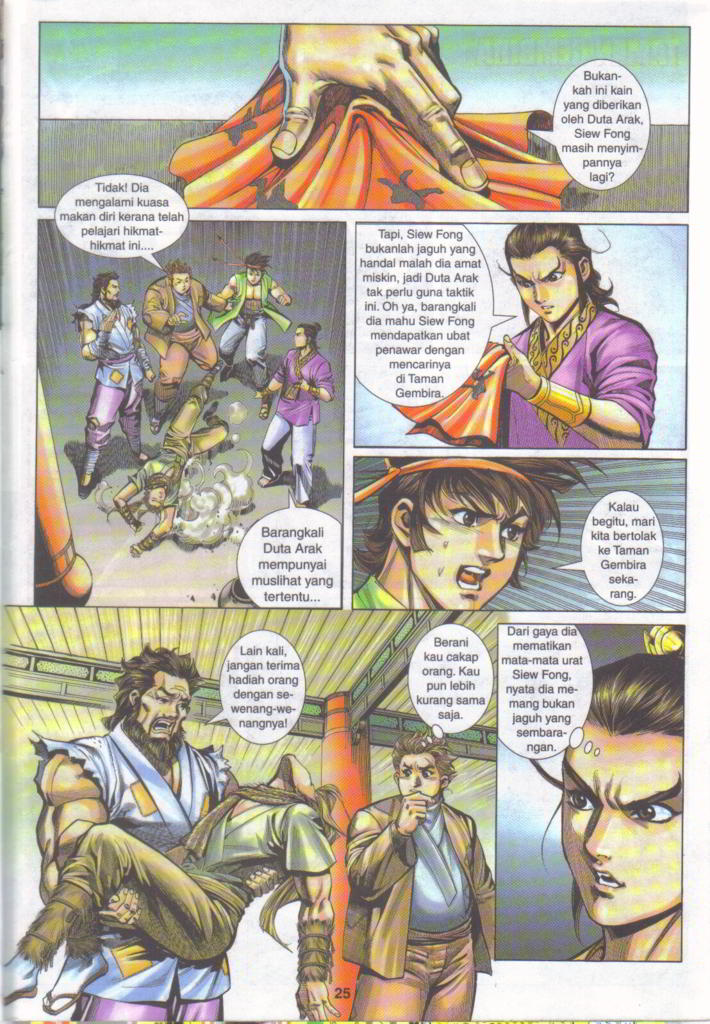 Bukan-
kah ini kain
yang diberikan
oleh Duta Arak,
Siew Fong
masih menyim-
pannya
lagi?
Tidak! Dia
mengalami kuasa
makan diri kerana telah
pelajari hikmat-
hikmat ini....
Barangkali
Duta Arak
mempunyai
muslihat yang
tertentu...
Tapi, Siew Fong
bukanlah jaguh yang
handal malah dia amat
miskin, jadi Duta Arak
tak perlu guna taktik
ini. Oh ya, barangkali
dia mahu Siew Fong
mendapatkan ubat
penawar dengan
mencarinya
di Taman
Gembira.
Kalau
begitu, mari
kita bertolak
ke Taman
Gembira
seka-
rang.
Lain kali,
jangan terima
hadiah orang
dengan se-
wenang-we-
nangnya!
Berani
kau cakap
orang. Kau
pun lebih
kurang sama
saja.
Dari gaya dia
mematikan
mata-mata urat
Siew Fong,
nyata dia me-
mang bukan
jaguh yang
sembara-
ngan.
25